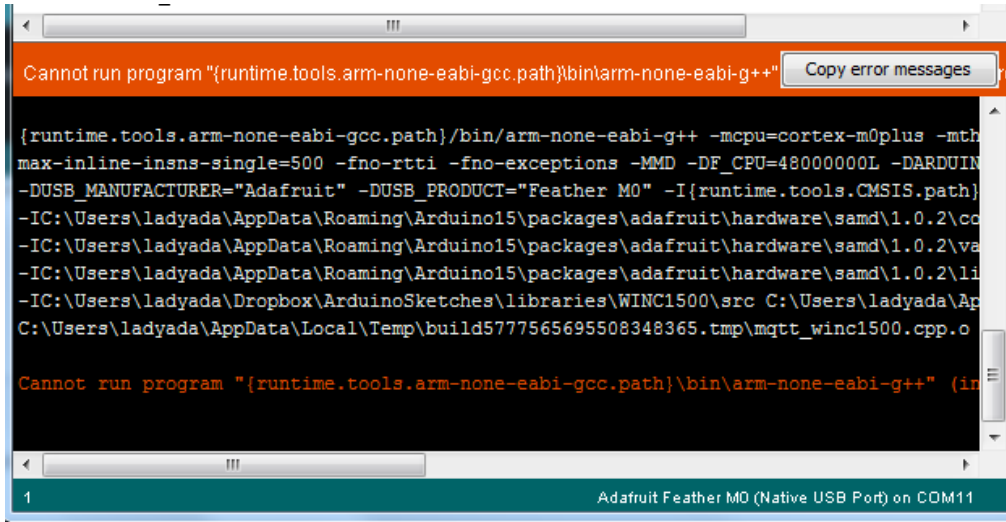 Cannot run program "{runtime.tools.arm-none-eabi-gcc.path}\bin\arm-none-eabi-g++" Copy error messages
{runtime.tools.arm-none-eabi-gcc.path}/bin/arm-none-eabi-g++ -mcpu=cortex-m0plus -mth
max-inline-insns-single=500 -fno-rtti -fno-exceptions -MMD -DF_CPU=48000000L -DARDUIN
-DUSB_MANUFACTURER="Adafruit" -DUSB_PRODUCT="Feather M0" -I{runtime.tools.CMSIS.path}
-IC:\Users\ladyada\AppData\Roaming\Arduino15\packages\adafruit\hardware\samd\1.0.2\co
-IC:\Users\ladyada\AppData\Roaming\Arduino15\packages\adafruit\hardware\samd\1.0.2\va
-IC:\Users\ladyada\AppData\Roaming\Arduino15\packages\adafruit\hardware\samd\1.0.2\li
-IC:\Users\ladyada\Dropbox\ArduinoSketches\libraries\WINC1500\src C:\Users\ladyada\Ap
C:\Users\ladyada\AppData\Local\Temp\build5777565695508348365.tmp\mqtt_winc1500.cpp.o
Cannot run program "{runtime.tools.arm-none-eabi-gcc.path}\bin\arm-none-eabi-g++" (in
1 Adafruit Feather M0 (Native USB Port) on COM11